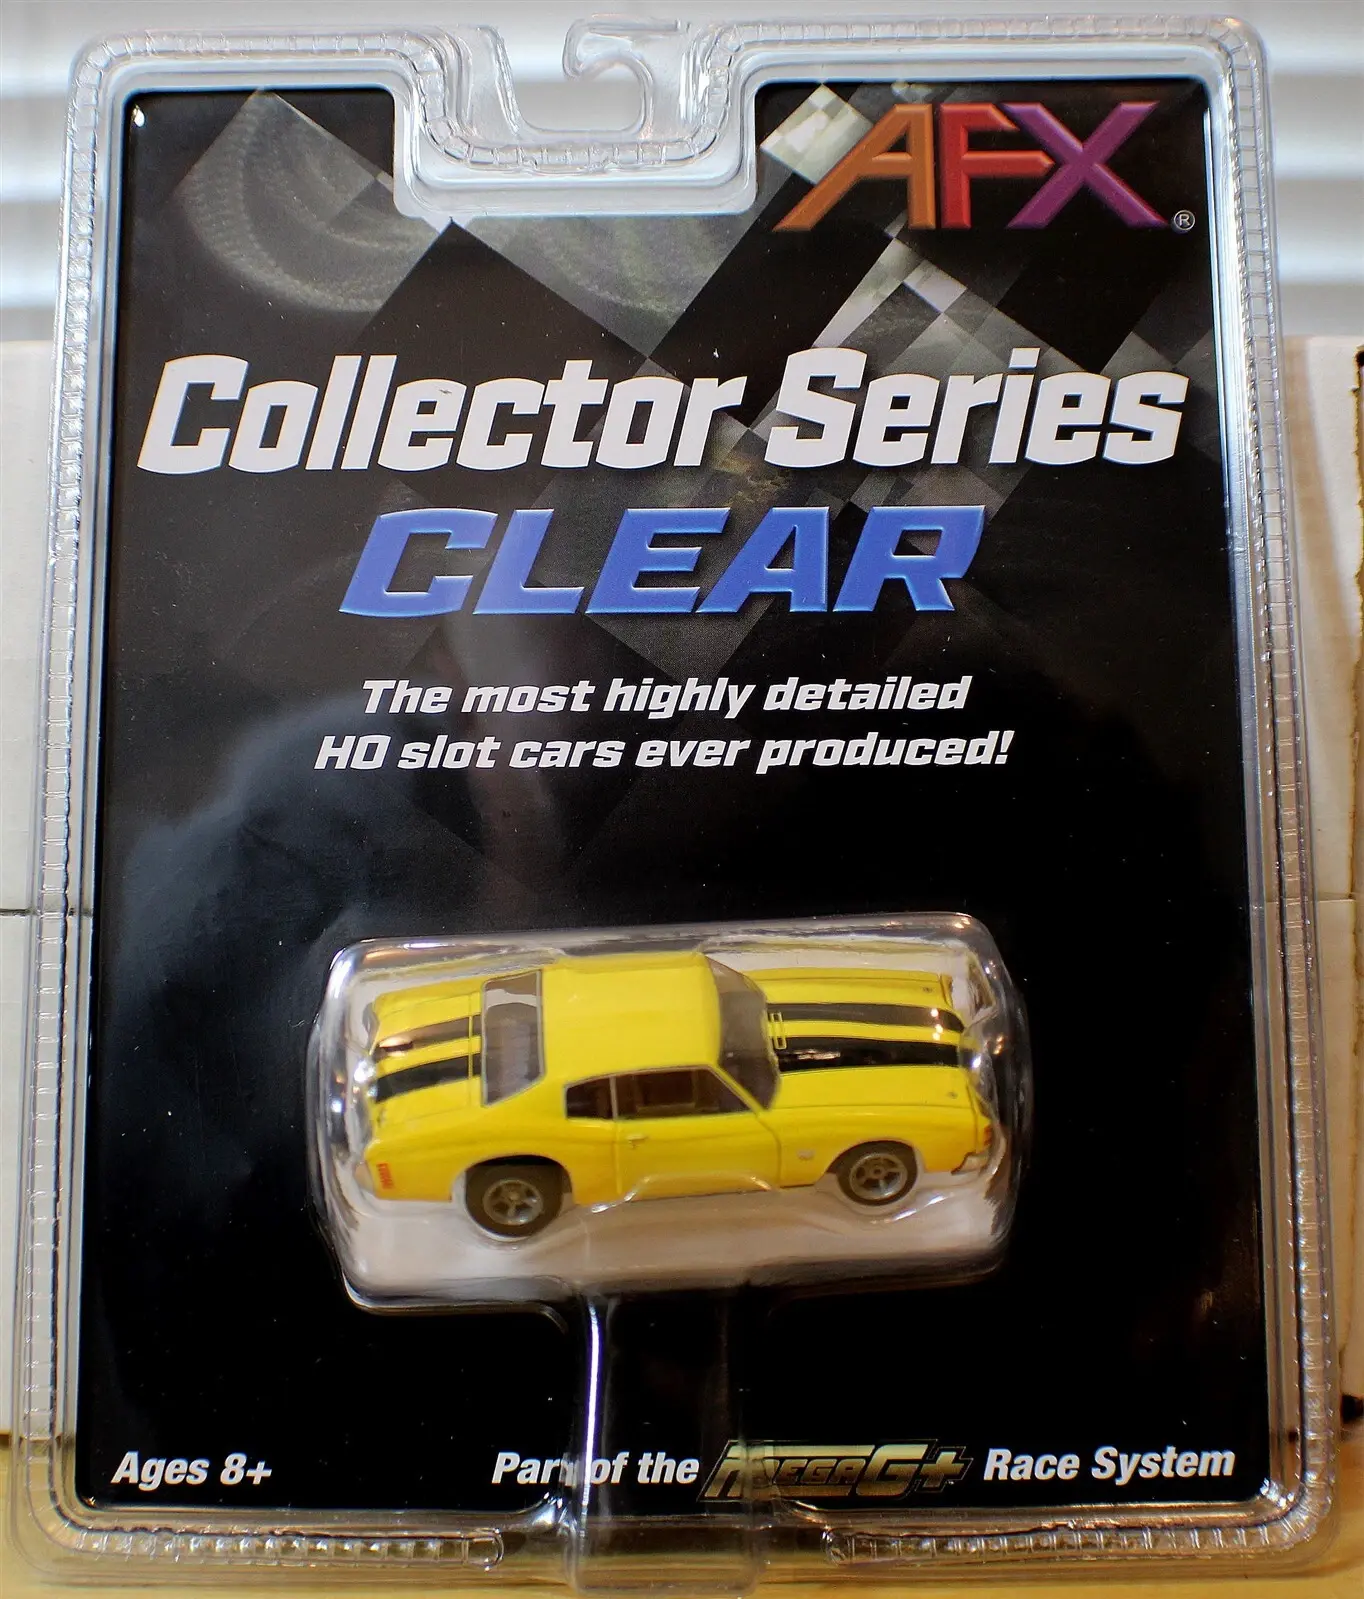 AFX®
Collector Series
CLEAR
The most highly detailed
HO slot cars ever produced!
Ages 8+
Part of the MEGAG+ Race System